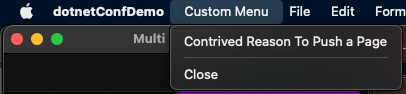 dotnetConfDemo Custom Menu File Edit Form
Multi
Contrived Reason To Push a Page
Close